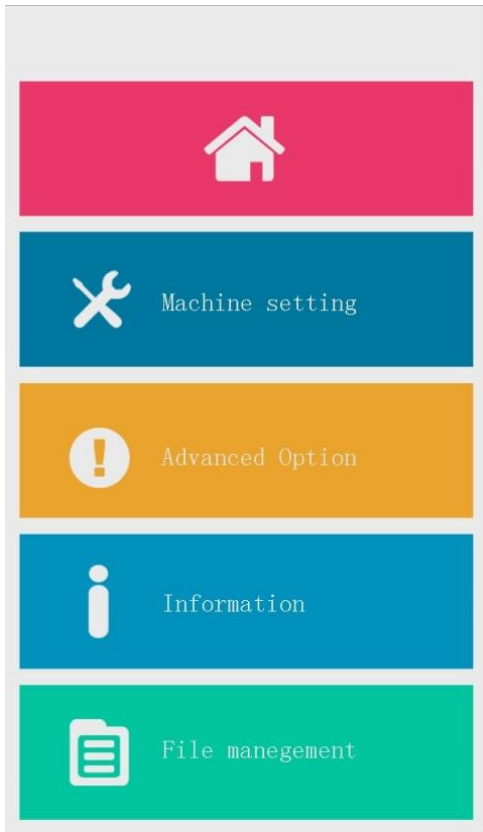 Machine setting
Advanced Option
Information
File manegement